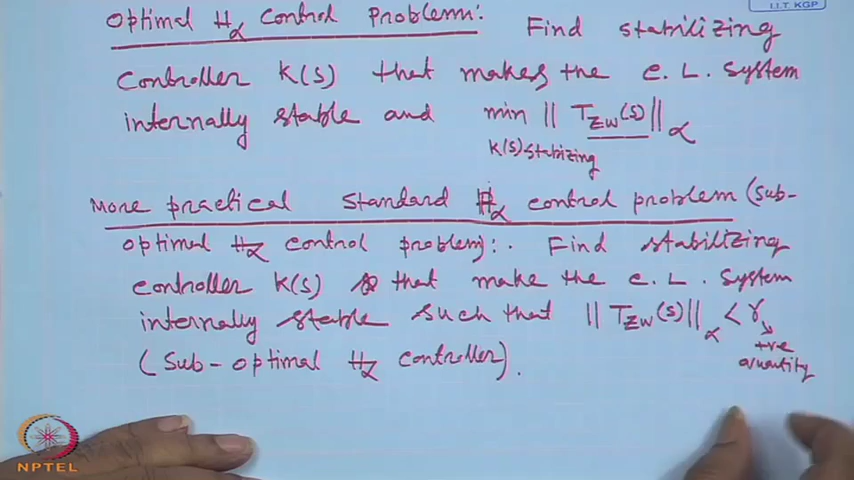 I.I.T. KGP
Optimal H∝ Control Problem:
Find stabilizing
Controller K(s) that makes the C.L. System
internally stable and min || Tzw(s) ||∝
K(s) stabizing
More practical standard H∝ control problem (Sub-
optimal H∝ control problem):. Find stabilizing
controller K(s) that make the C.L. System
internally stable such that || Tzw(s) ||∝ < γ
+ve
quantity
(Sub-optimal H∝ controller).
NPTEL